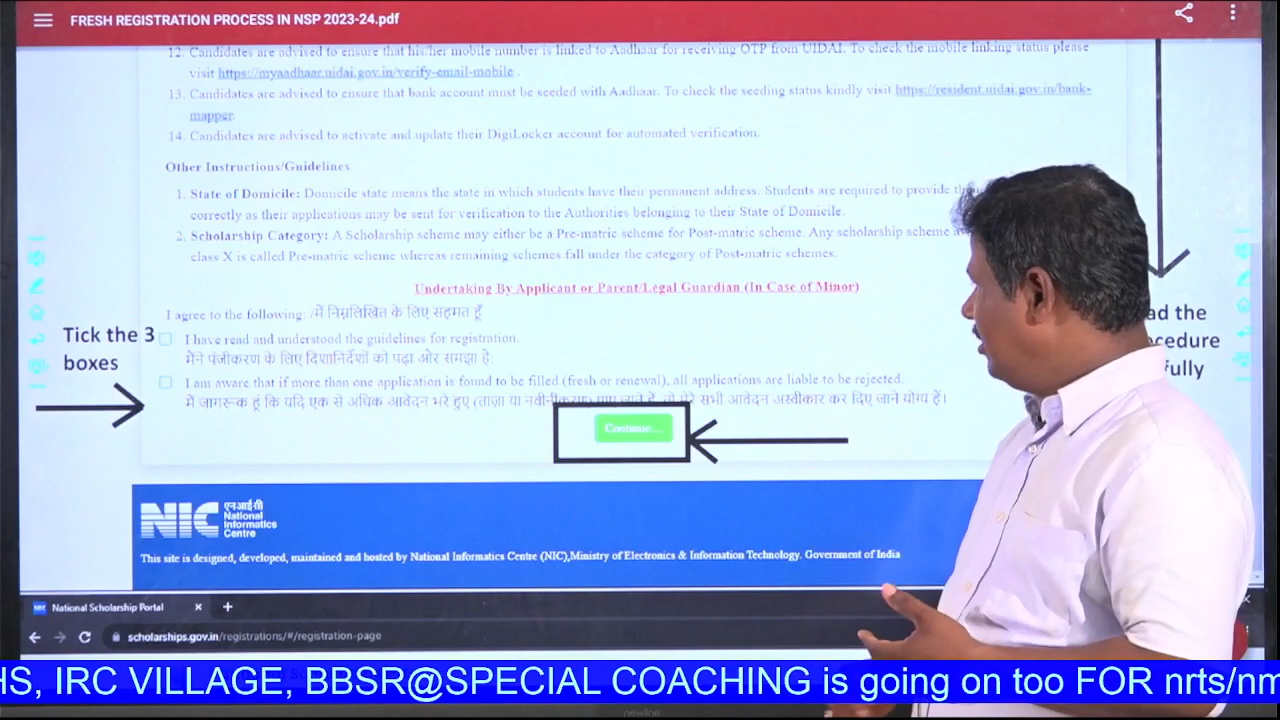 FRESH REGISTRATION PROCESS IN NSP 2023-24.pdf
12. Candidates are advised to ensure that his/her mobile number is linked to Aadhaar for receiving OTP from UIDAI. To check the mobile linking status please
visit https://myaadhaar.uidai.gov.in/verify-email-mobile .
13. Candidates are advised to ensure that bank account must be seeded with Aadhaar. To check the seeding status kindly visit https://resident.uidai.gov.in/bank-
mapper.
14. Candidates are advised to activate and update their DigiLocker account for automated verification.
Other Instructions/Guidelines
1. State of Domicile: Domicile state means the state in which students have their permanent address. Students are required to provide
correctly as their applications may be sent for verification to the Authorities belonging to their State of Domicile.
2. Scholarship Category: A Scholarship scheme may either be a Pre-matric scheme for Post-matric scheme. Any scholarship scheme
class X is called Pre-matric scheme whereas remaining schemes fall under the category of Post-matric schemes.
Undertaking By Applicant or Parent/Legal Guardian (In Case of Minor)
I agree to the following: /में निम्नलिखित के लिए सहमत हूँ
Tick the 3
boxes
I have read and understood the guidelines for registration.
मैंने पंजीकरण के लिए दिशानिर्देशों को पढ़ा ओर समझा है:
I am aware that if more than one application is found to be filled (fresh or renewal), all applications are liable to be rejected.
मे जागरूक हूं कि यदि एक से अधिक आवेदन भरे हुए (ताज़ा या नवीनीकरण) पाए जाते है, तो मेरे सभी आवेदन अस्वीकार कर दिए जाने योग्य हैं।
Continue....
ad the
ocedure
fully
NIC एनआईसी
National
Informatics
Centre
This site is designed, developed, maintained and hosted by National Informatics Centre (NIC),Ministry of Electronics & Information Technology. Government of India
National Scholarship Portal
scholarships.gov.in/registrations/#/registration-page
HS, IRC VILLAGE, BBSR@SPECIAL COACHING is going on too FOR nrts/nm
newline